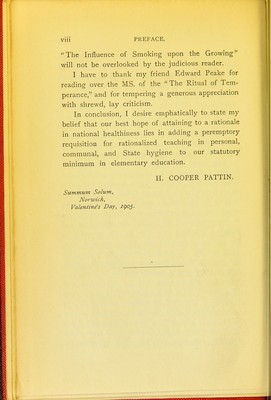 viii PREFACE.
“The Influence of Smoking upon the Growing”
will not be overlooked by the judicious reader.
I have to thank my friend Edward Peake for
reading over the MS. of the “The Ritual of Tem-
perance,” and for tempering a generous appreciation
with shrewd, lay criticism.
In conclusion, I desire emphatically to state my
belief that our best hope of attaining to a rationale
in national healthiness lies in adding a peremptory
requisition for rationalized teaching in personal,
communal, and State hygiene to our statutory
minimum in elementary education.
H. COOPER PATTIN.
Summum Solum,
Norwich,
Valentine's Day, 1905.